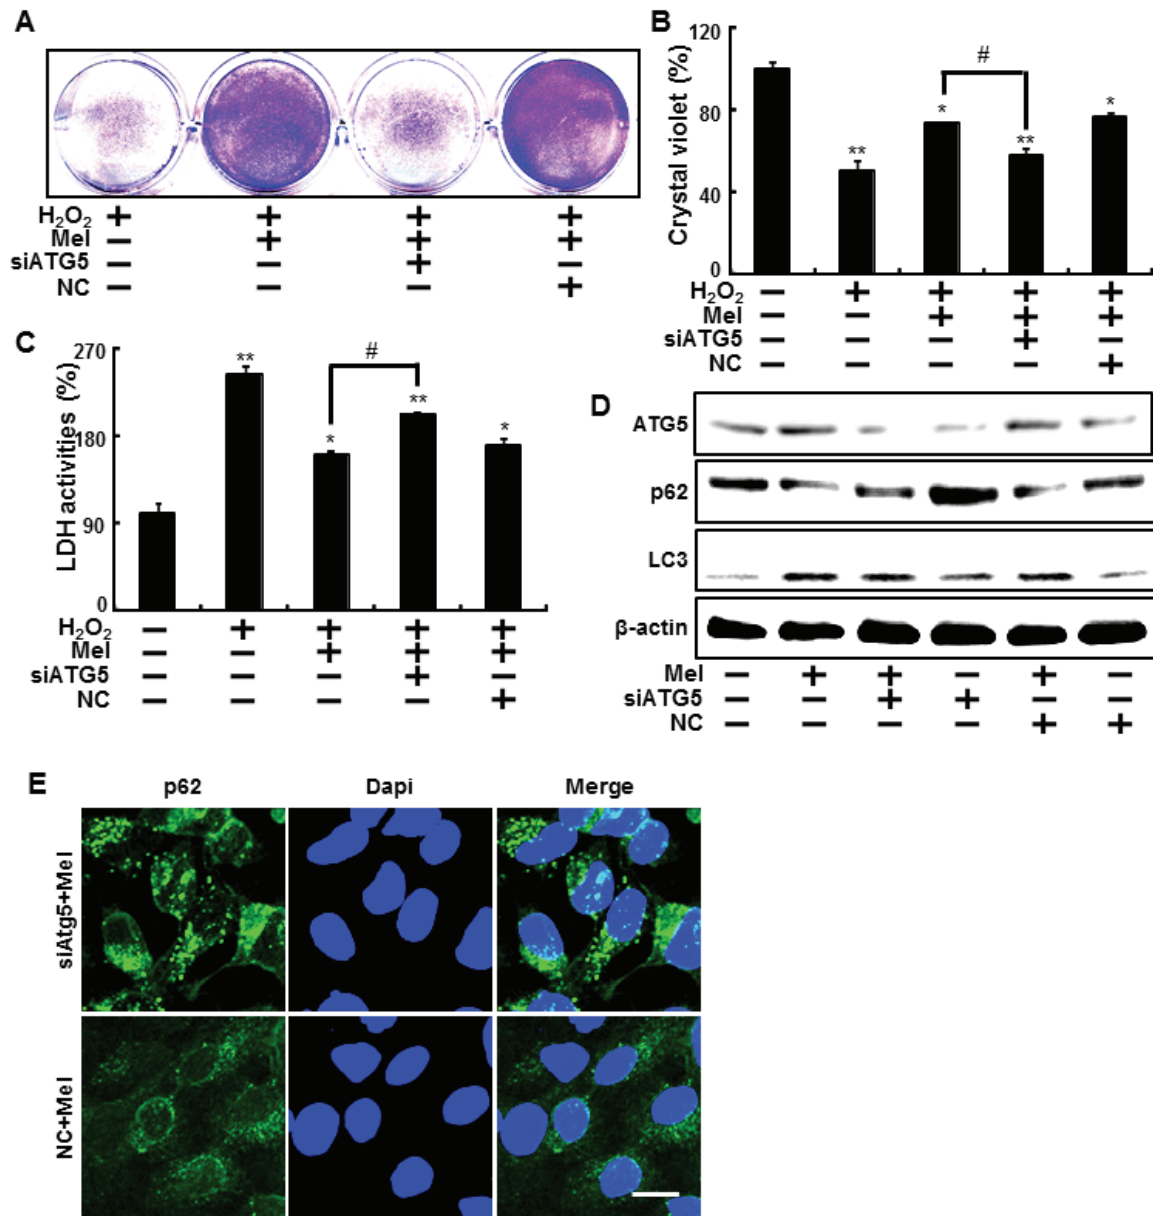 A
H₂O₂ + + + +
Mel − + + +
siATG5 − − + −
NC − − − +
B
Crystal violet (%)
120
80
40
0
** * ** *
#
H₂O₂ − + + + +
Mel − − + + +
siATG5 − − − + −
NC − − − − +
C
LDH activities (%)
270
180
90
0
** * ** *
#
H₂O₂ − + + + +
Mel − − + + +
siATG5 − − − + −
NC − − − − +
D
ATG5
p62
LC3
β-actin
Mel − + + − + −
siATG5 − − + + − −
NC − − − − + +
E
p62 Dapi Merge
siAtg5+Mel
NC+Mel